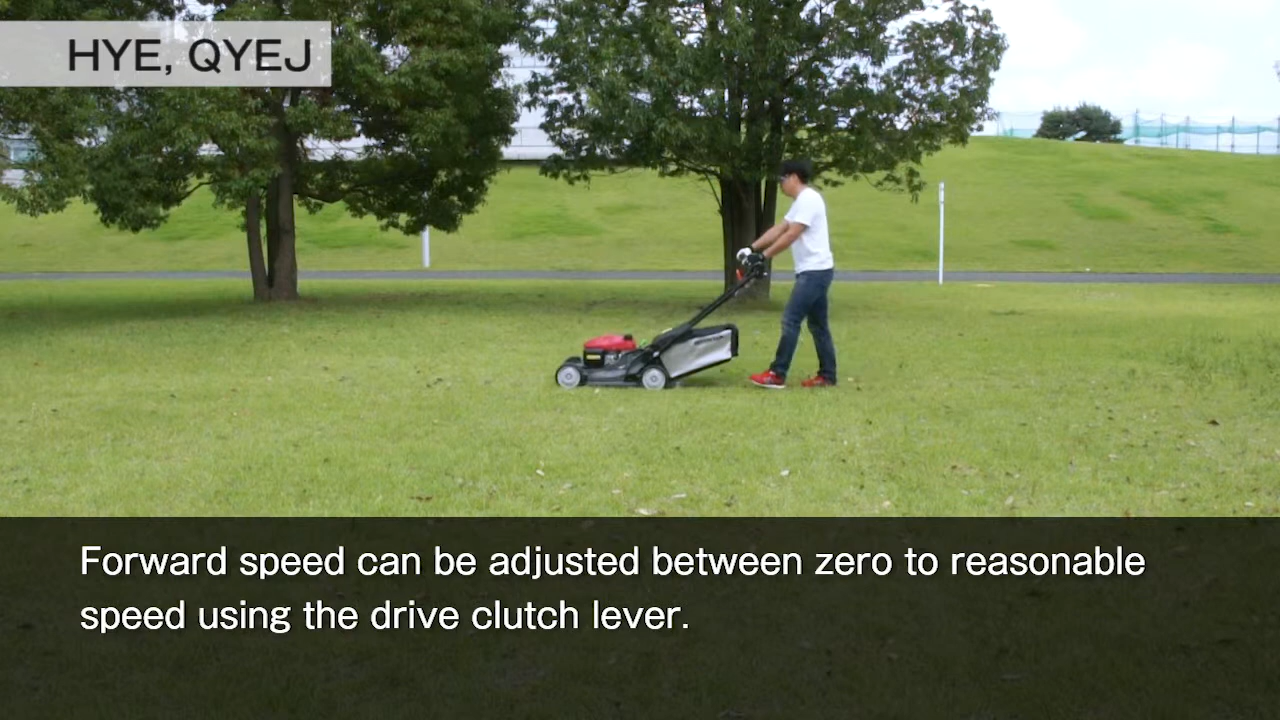 HYE, QYEJ
Forward speed can be adjusted between zero to reasonable
speed using the drive clutch lever.